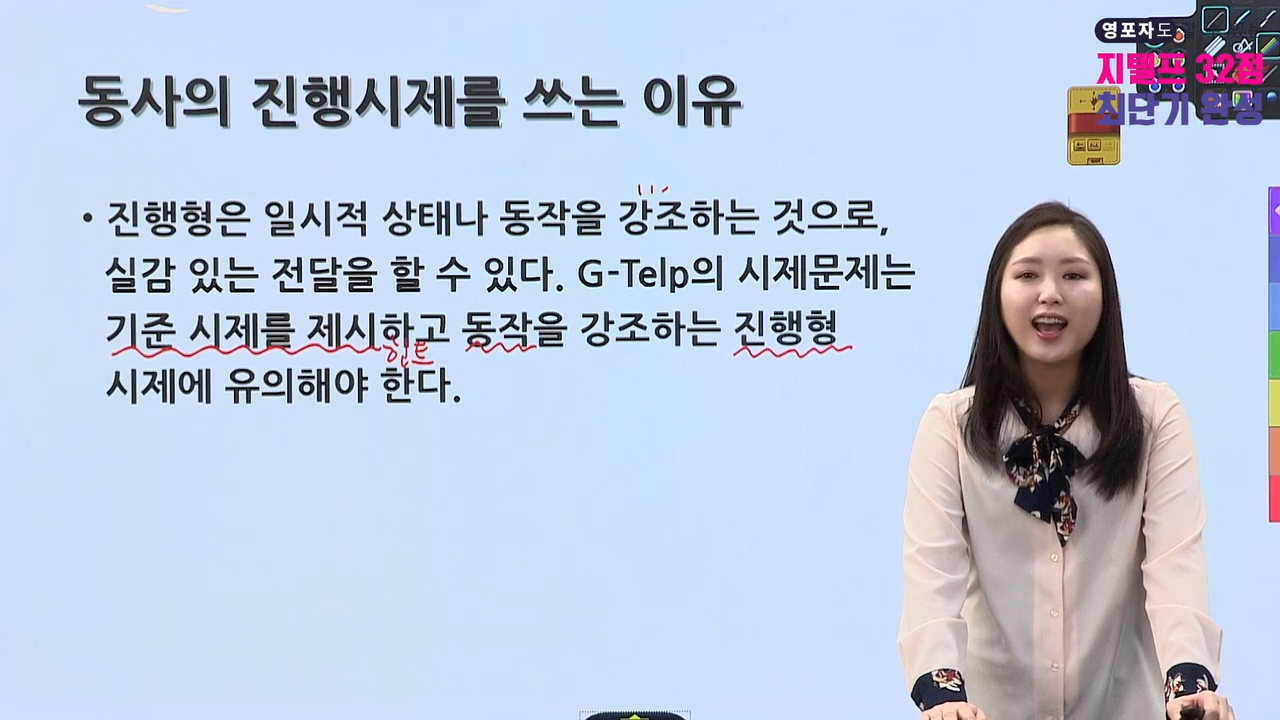 영포자도
지텔프 32점
최단기 완성
동사의 진행시제를 쓰는 이유
• 진행형은 일시적 상태나 동작을 강조하는 것으로,
실감 있는 전달을 할 수 있다. G-Telp의 시제문제는
기준 시제를 제시하고 동작을 강조하는 진행형
힌트
시제에 유의해야 한다.